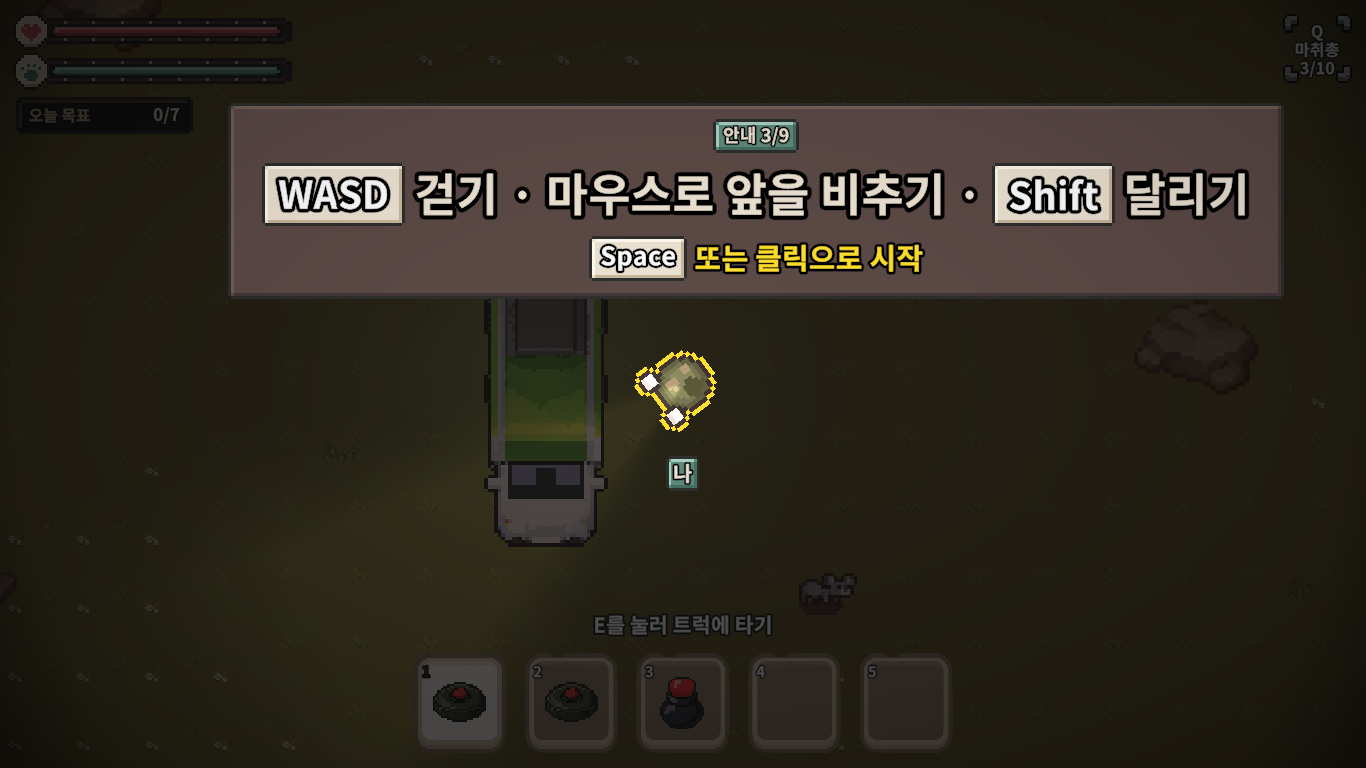 Q
마취총
3/10
오늘 목표 0/7
안내 3/9
WASD 걷기 · 마우스로 앞을 비추기 · Shift 달리기
Space 또는 클릭으로 시작
나
E를 눌러 트럭에 타기
1 2 3 4 5